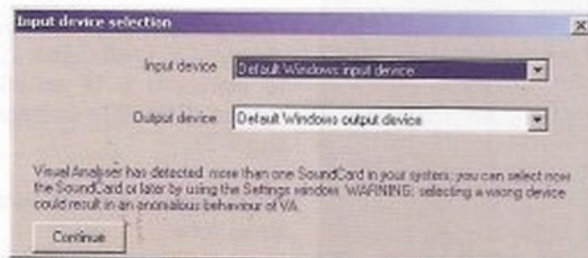 Input device selection
Input device Default Windows input device
Output device Default Windows output device
Visual Analiser has detected more than one SoundCard in your system; you can select now
the SoundCard or later by using the Settings window. WARNING: selecting a wrong device
could result in an anomalous behaviour of VA.
Continue